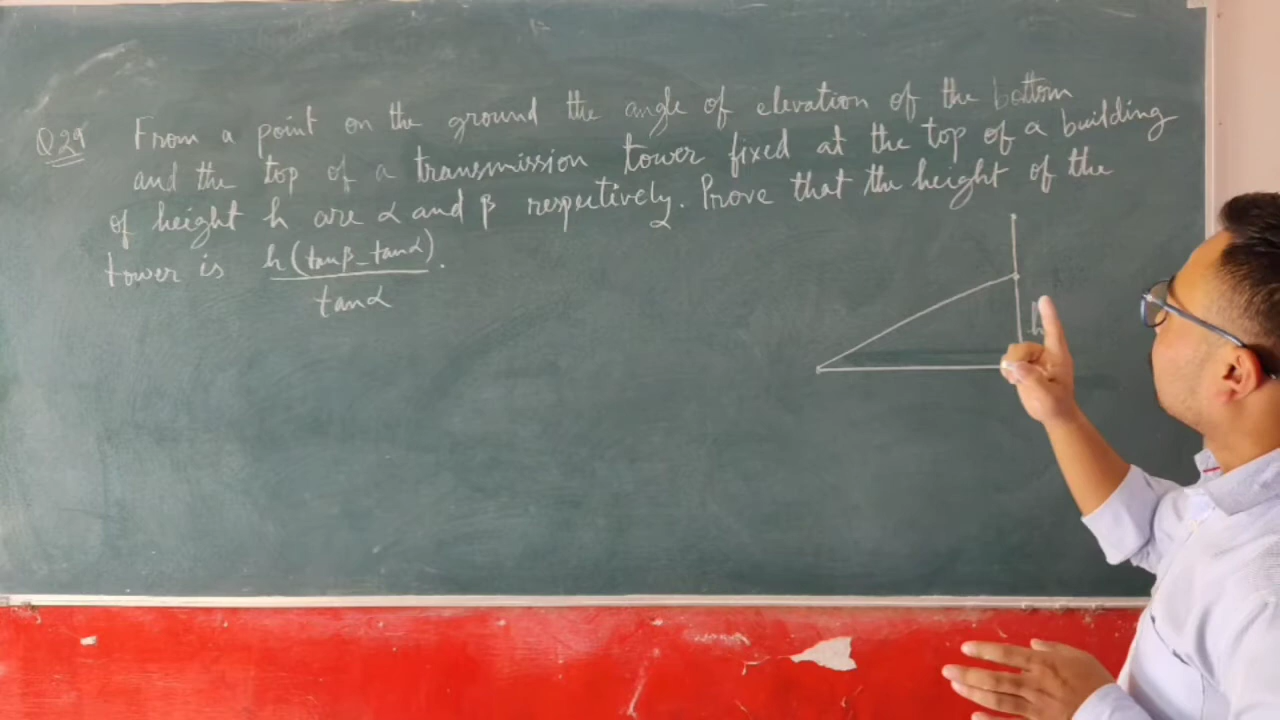 Q29 From a point on the ground the angle of elevation of the bottom
and the top of a transmission tower fixed at the top of a building
of height h are α and β respectively. Prove that the height of the
tower is h(tanβ-tanα)/tanα.
h